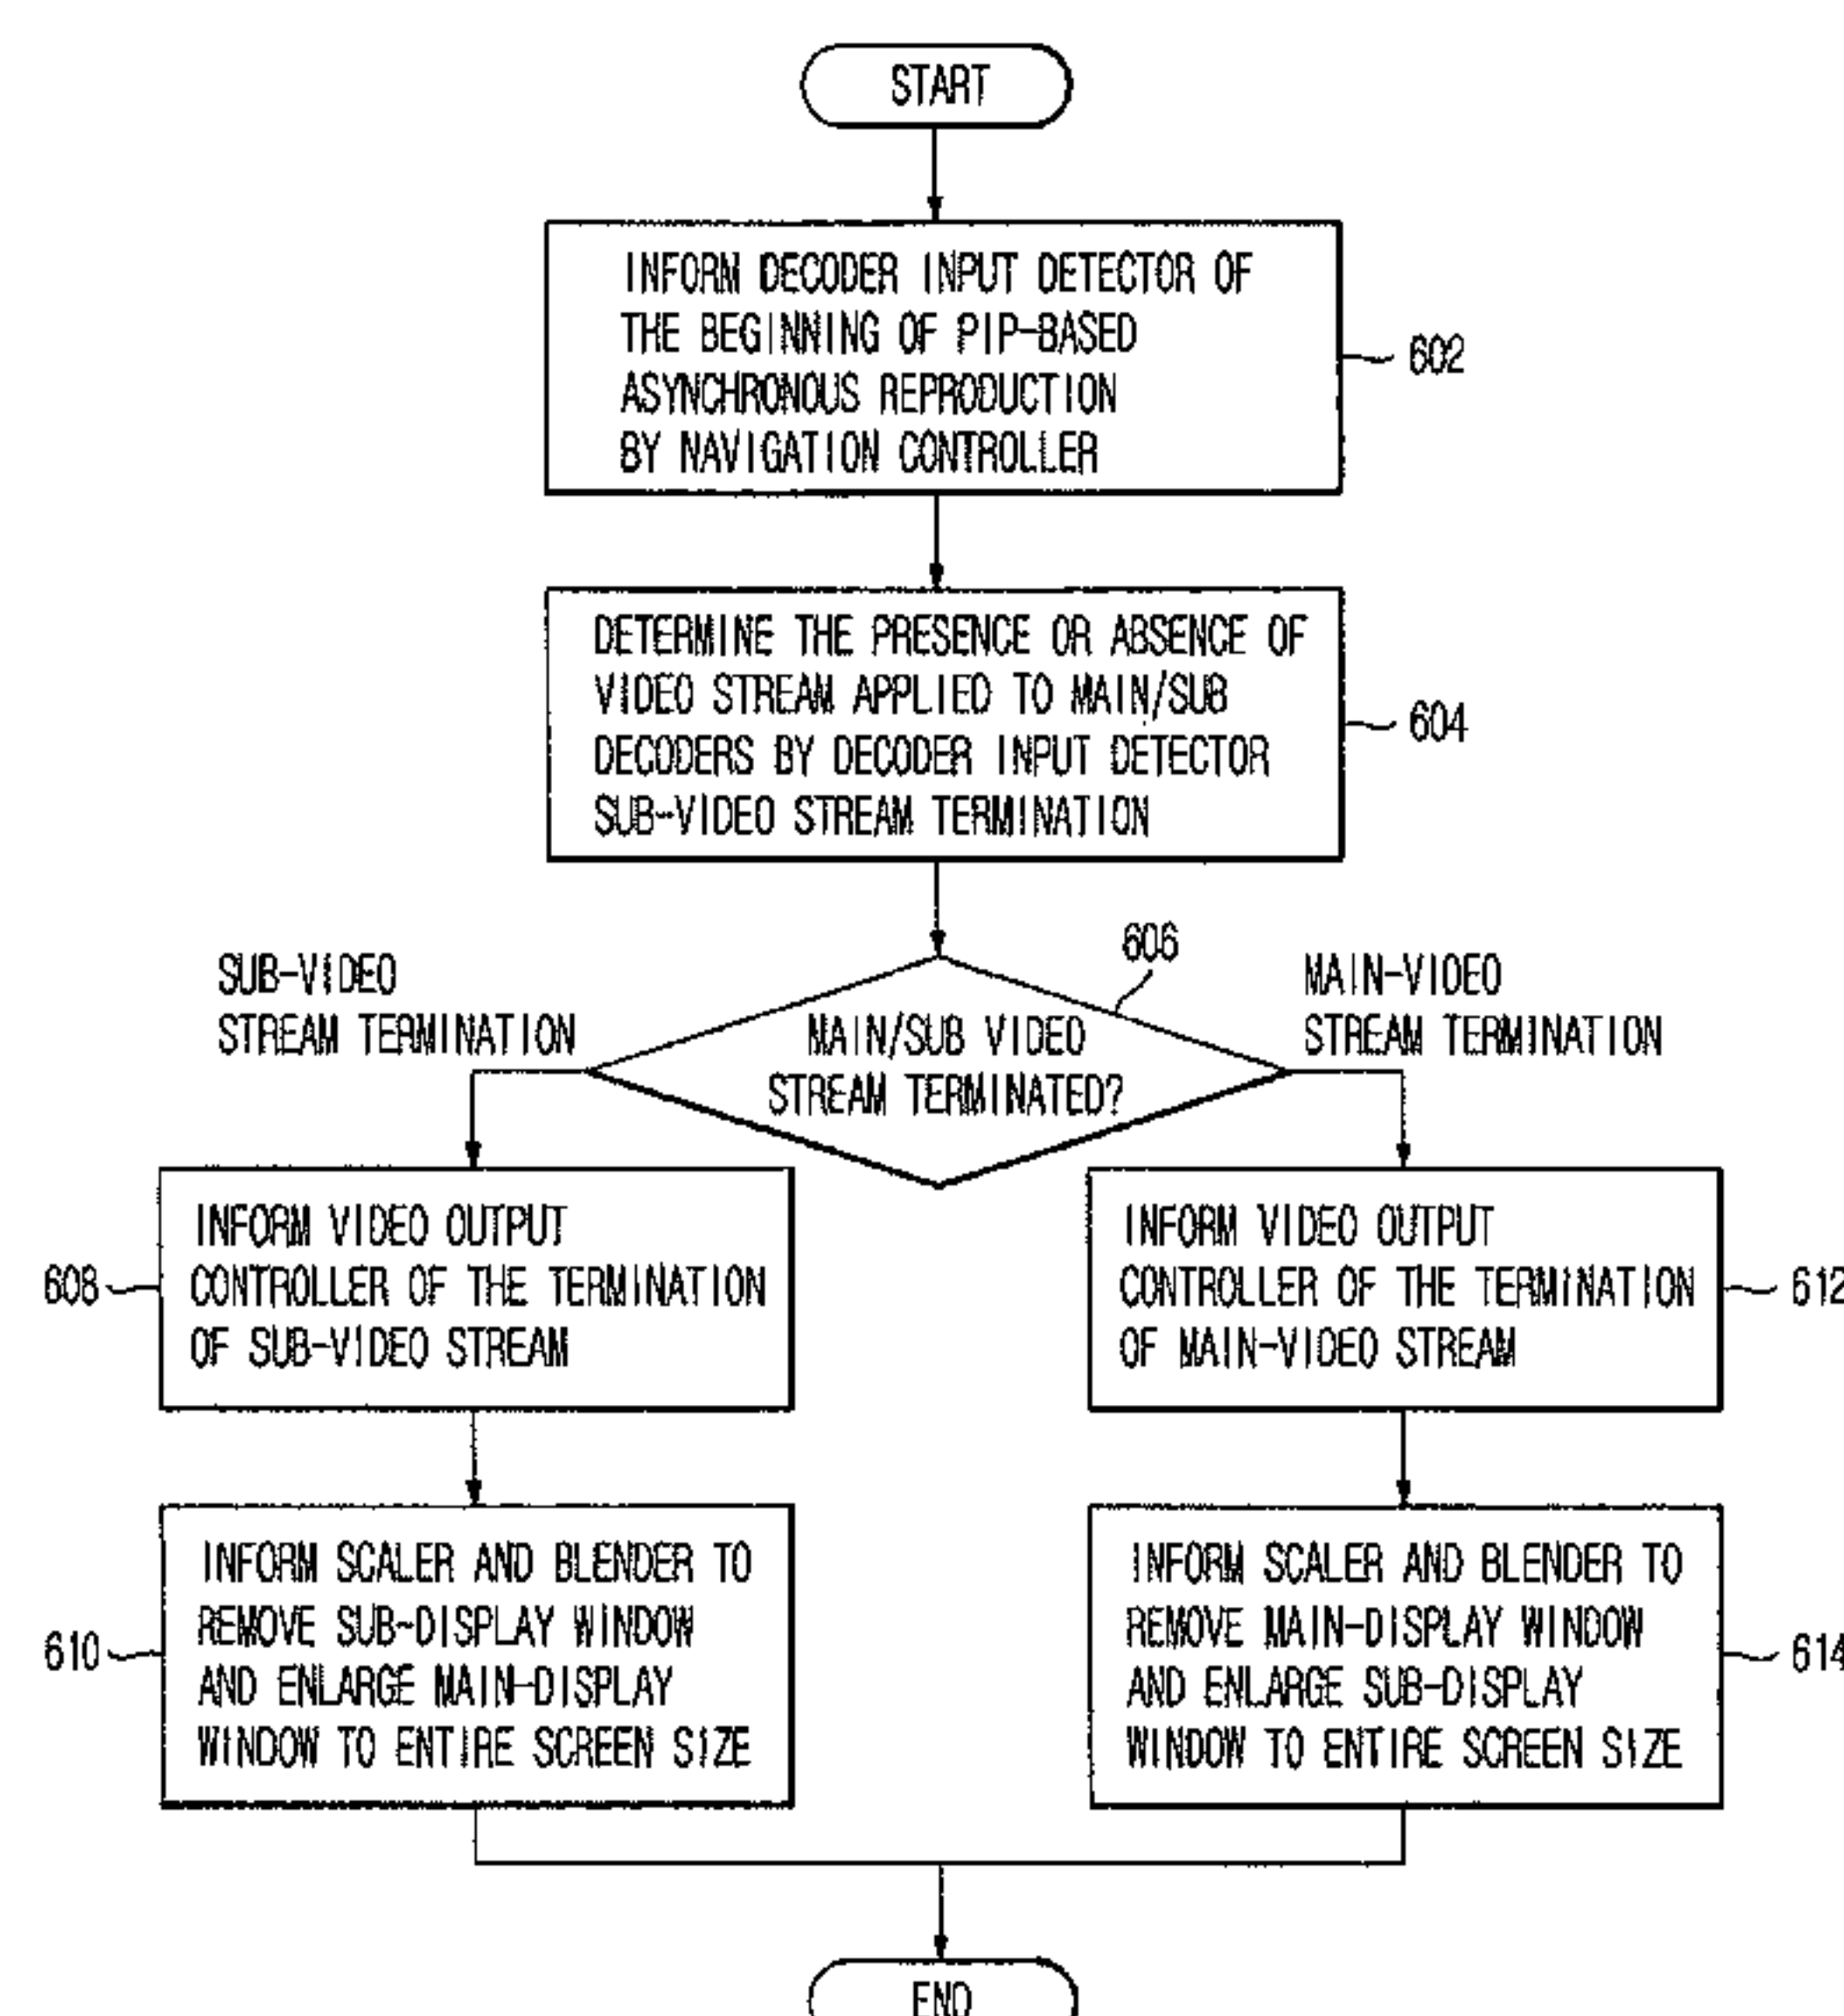 START
INFORM DECODER INPUT DETECTOR OF
THE BEGINNING OF PIP-BASED
ASYNCHRONOUS REPRODUCTION
BY NAVIGATION CONTROLLER
602
DETERMINE THE PRESENCE OR ABSENCE OF
VIDEO STREAM APPLIED TO MAIN/SUB
DECODERS BY DECODER INPUT DETECTOR
SUB-VIDEO STREAM TERMINATION
604
606
SUB-VIDEO
STREAM TERMINATION
MAIN/SUB VIDEO
STREAM TERMINATED?
MAIN-VIDEO
STREAM TERMINATION
608
INFORM VIDEO OUTPUT
CONTROLLER OF THE TERMINATION
OF SUB-VIDEO STREAM
INFORM VIDEO OUTPUT
CONTROLLER OF THE TERMINATION
OF MAIN-VIDEO STREAM
612
610
INFORM SCALER AND BLENDER TO
REMOVE SUB-DISPLAY WINDOW
AND ENLARGE MAIN-DISPLAY
WINDOW TO ENTIRE SCREEN SIZE
INFORM SCALER AND BLENDER TO
REMOVE MAIN-DISPLAY WINDOW
AND ENLARGE SUB-DISPLAY
WINDOW TO ENTIRE SCREEN SIZE
614
END